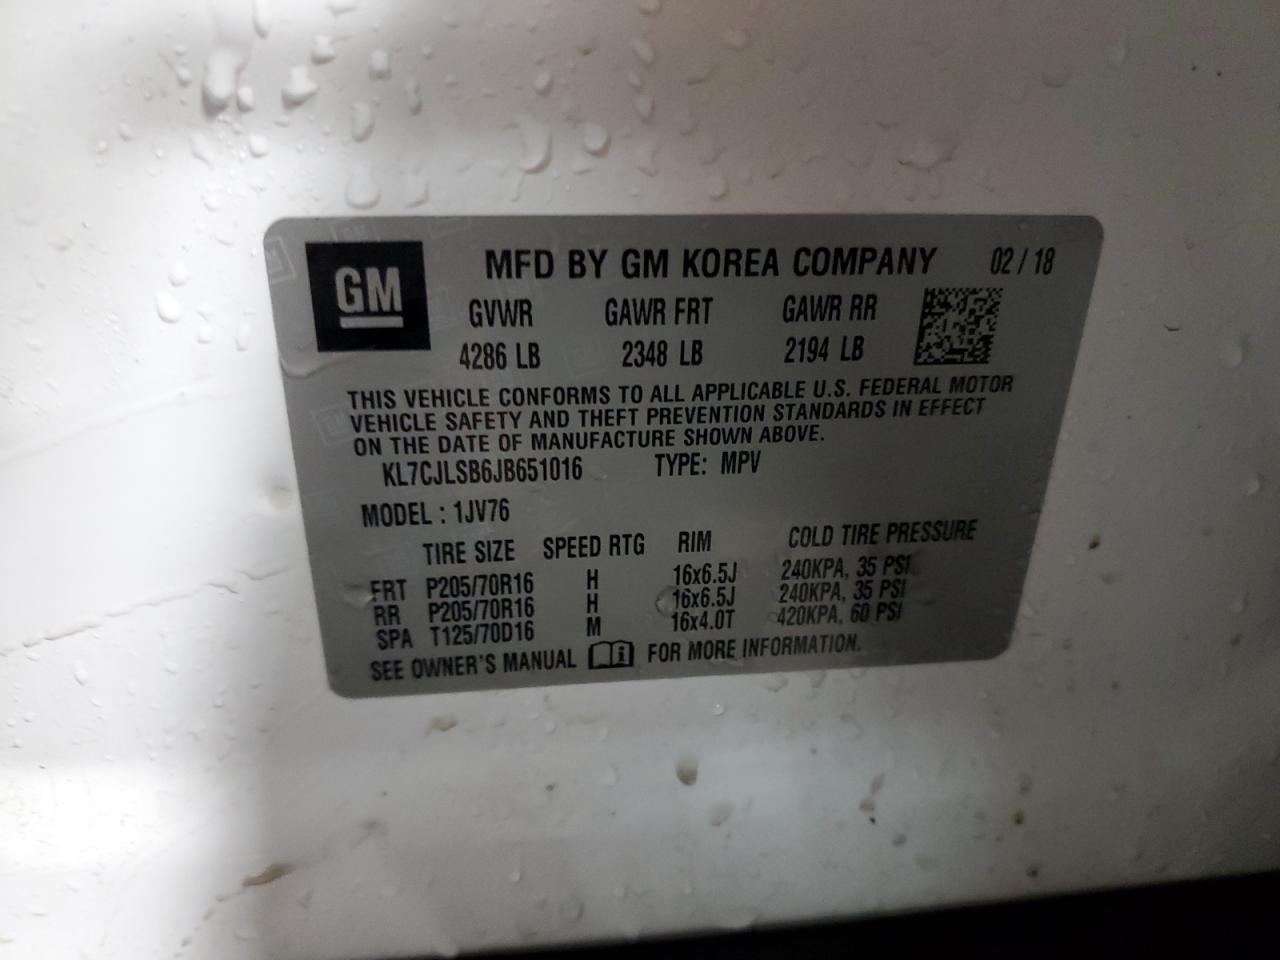 GM
MFD BY GM KOREA COMPANY 02/18
GVWR GAWR FRT GAWR RR
4286 LB 2348 LB 2194 LB
THIS VEHICLE CONFORMS TO ALL APPLICABLE U.S. FEDERAL MOTOR
VEHICLE SAFETY AND THEFT PREVENTION STANDARDS IN EFFECT
ON THE DATE OF MANUFACTURE SHOWN ABOVE.
KL7CJLSB6JB651016 TYPE: MPV
MODEL : 1JV76
TIRE SIZE SPEED RTG RIM COLD TIRE PRESSURE
FRT P205/70R16 H 16x6.5J 240KPA, 35 PSI
RR P205/70R16 H 16x6.5J 240KPA, 35 PSI
SPA T125/70D16 M 16x4.0T 420KPA, 60 PSI
SEE OWNER'S MANUAL FOR MORE INFORMATION.